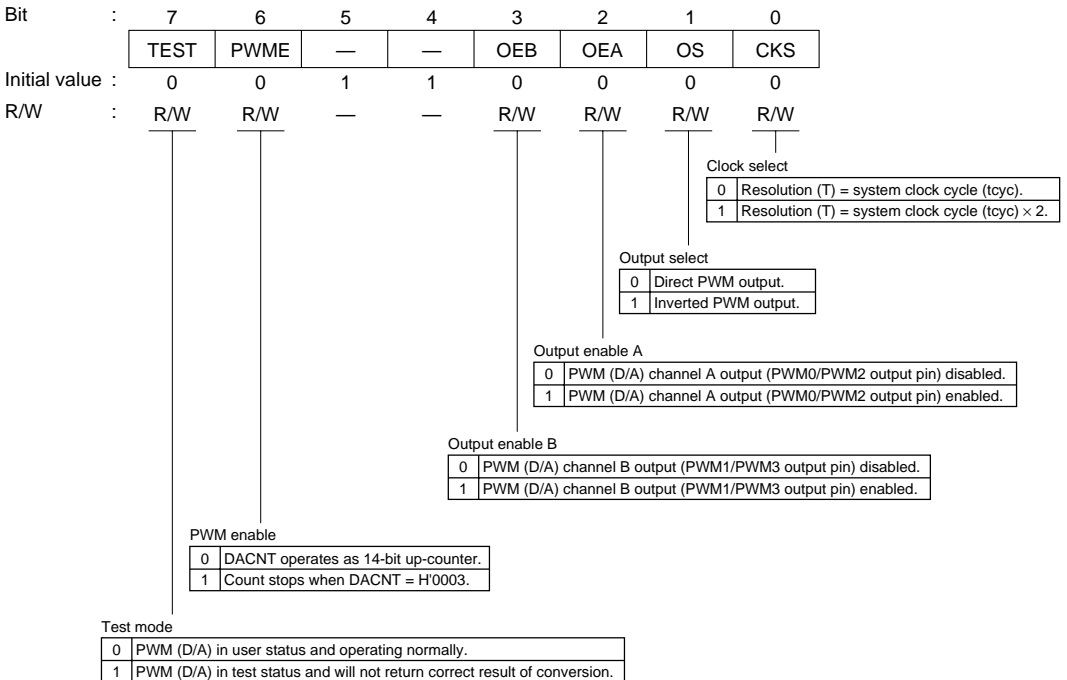 Bit : 7 6 5 4 3 2 1 0
TEST PWME — — OEB OEA OS CKS
Initial value : 0 0 1 1 0 0 0 0
R/W : R/W R/W — — R/W R/W R/W R/W
Clock select
0 Resolution (T) = system clock cycle (tcyc).
1 Resolution (T) = system clock cycle (tcyc) × 2.
Output select
0 Direct PWM output.
1 Inverted PWM output.
Output enable A
0 PWM (D/A) channel A output (PWM0/PWM2 output pin) disabled.
1 PWM (D/A) channel A output (PWM0/PWM2 output pin) enabled.
Output enable B
0 PWM (D/A) channel B output (PWM1/PWM3 output pin) disabled.
1 PWM (D/A) channel B output (PWM1/PWM3 output pin) enabled.
PWM enable
0 DACNT operates as 14-bit up-counter.
1 Count stops when DACNT = H'0003.
Test mode
0 PWM (D/A) in user status and operating normally.
1 PWM (D/A) in test status and will not return correct result of conversion.